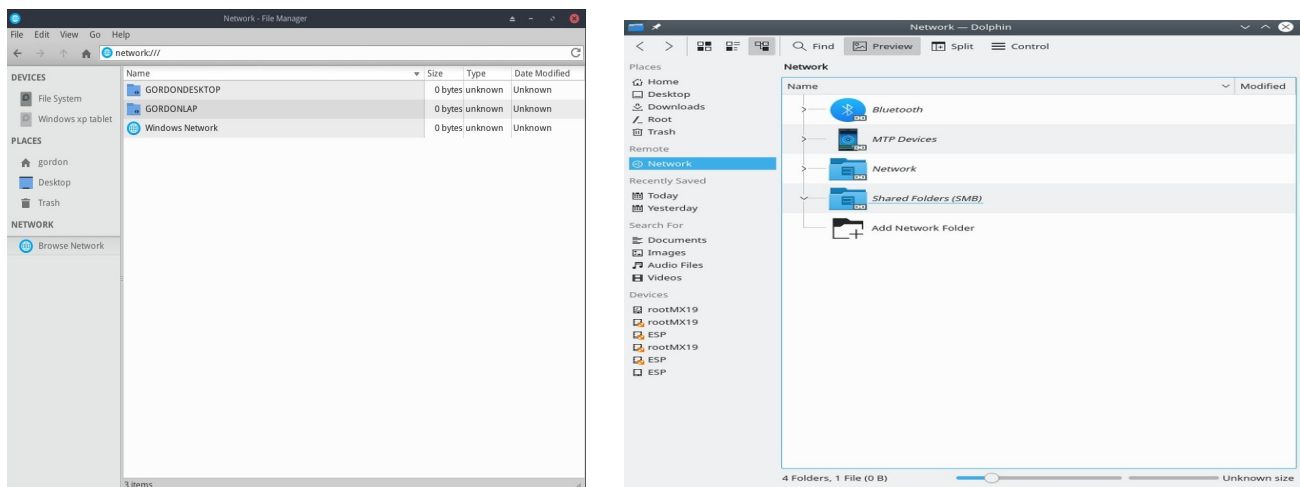 Network - File Manager
File Edit View Go Help
network:///
DEVICES
File System
Windows xp tablet
PLACES
gordon
Desktop
Trash
NETWORK
Browse Network
Name Size Type Date Modified
GORDONDESKTOP 0 bytes unknown Unknown
GORDONLAP 0 bytes unknown Unknown
Windows Network 0 bytes unknown Unknown
3 items
Network — Dolphin
Find Preview Split Control
Places
Home
Desktop
Downloads
Root
Trash
Remote
Network
Recently Saved
Today
Yesterday
Search For
Documents
Images
Audio Files
Videos
Devices
rootMX19
rootMX19
ESP
rootMX19
ESP
ESP
Network
Name Modified
Bluetooth
MTP Devices
Network
Shared Folders (SMB)
Add Network Folder
4 Folders, 1 File (0 B) Unknown size